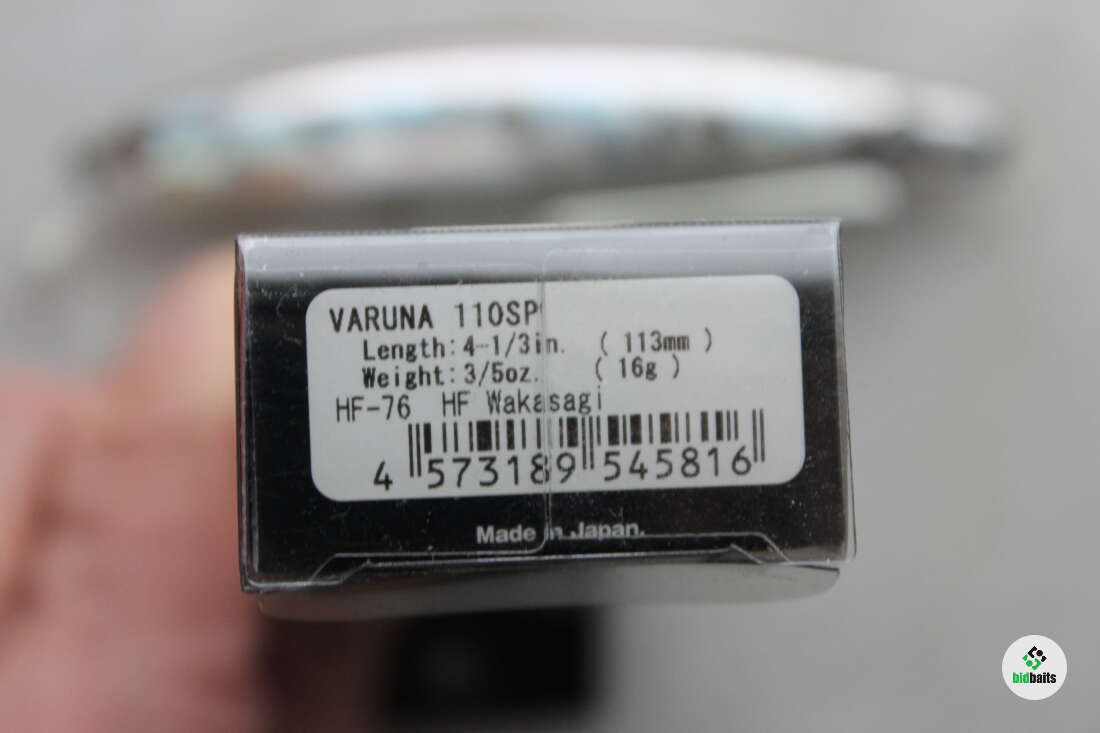 VARUNA 110SP
Length:4-1/3in. ( 113mm )
Weight:3/5oz. ( 16g )
HF-76 HF Wakasagi
4 573189 545816
Made in Japan.
bidbaits